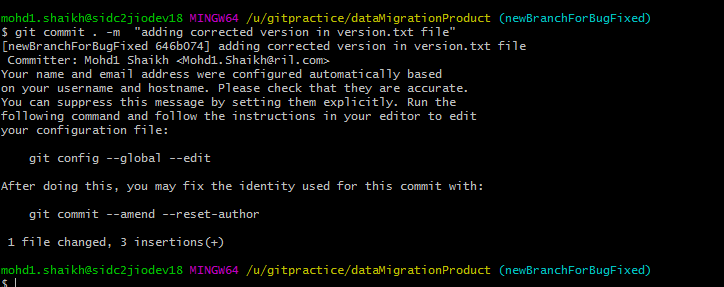 mohd1.shaikh@sidc2jiodev18 MINGW64 /u/gitpractice/dataMigrationProduct (newBranchForBugFixed)
$ git commit . -m  "adding corrected version in version.txt file"
[newBranchForBugFixed 646b074] adding corrected version in version.txt file
 Committer: Mohd1 Shaikh <Mohd1.Shaikh@ril.com>
Your name and email address were configured automatically based
on your username and hostname. Please check that they are accurate.
You can suppress this message by setting them explicitly. Run the
following command and follow the instructions in your editor to edit
your configuration file:

    git config --global --edit

After doing this, you may fix the identity used for this commit with:

    git commit --amend --reset-author

 1 file changed, 3 insertions(+)

mohd1.shaikh@sidc2jiodev18 MINGW64 /u/gitpractice/dataMigrationProduct (newBranchForBugFixed)
$